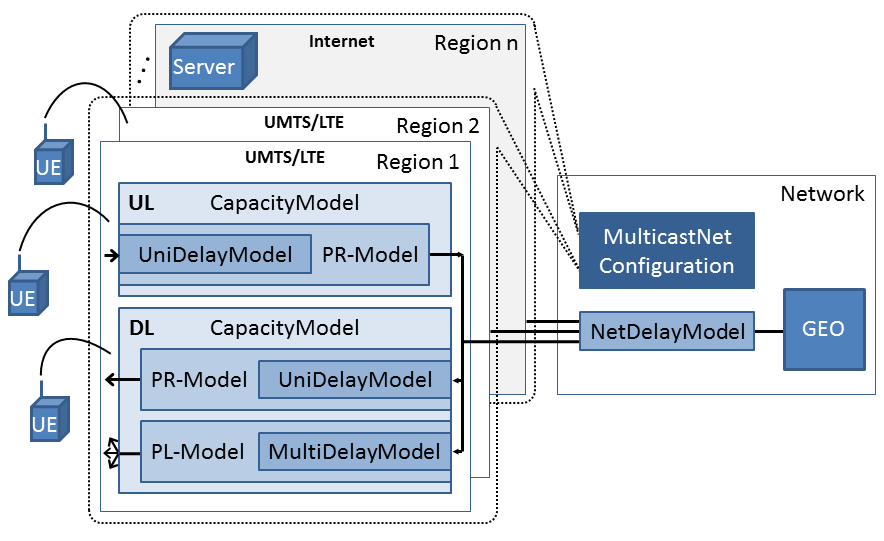 Internet
Region n
Server
UMTS/LTE
Region 2
UMTS/LTE
Region 1
UE
UL
CapacityModel
UniDelayModel
PR-Model
UE
DL
CapacityModel
PR-Model
UniDelayModel
UE
PL-Model
MultiDelayModel
Network
MulticastNet
Configuration
NetDelayModel
GEO